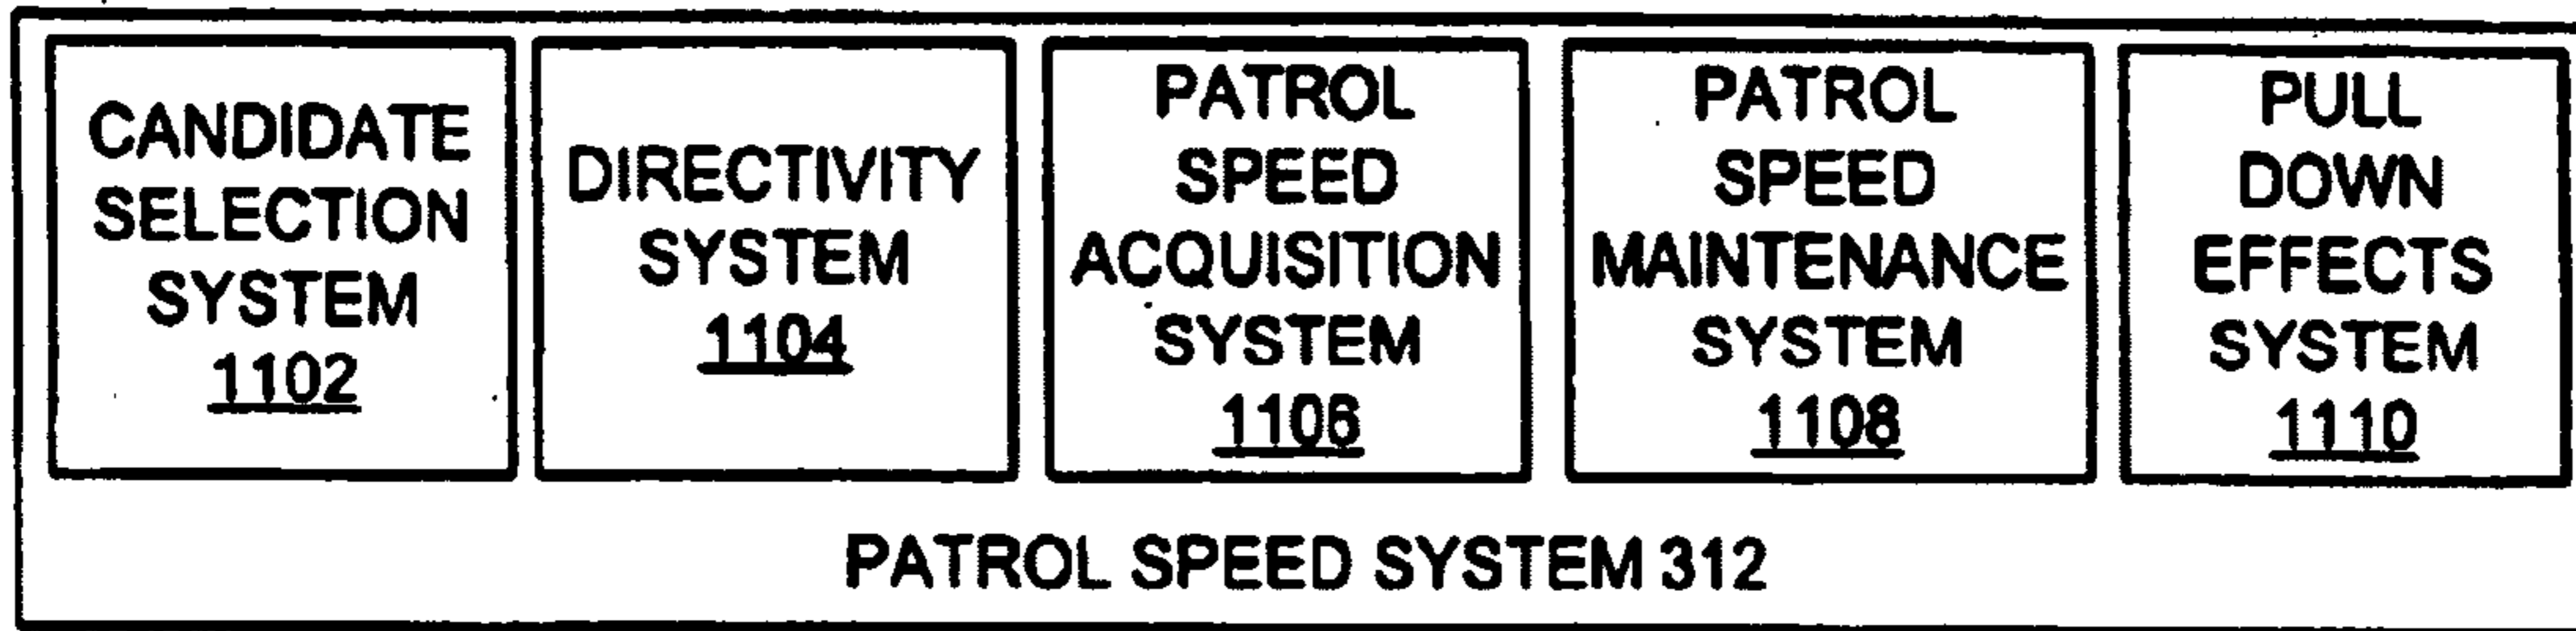 CANDIDATE
SELECTION
SYSTEM
1102
DIRECTIVITY
SYSTEM
1104
PATROL
SPEED
ACQUISITION
SYSTEM
1106
PATROL
SPEED
MAINTENANCE
SYSTEM
1108
PULL
DOWN
EFFECTS
SYSTEM
1110
PATROL SPEED SYSTEM 312